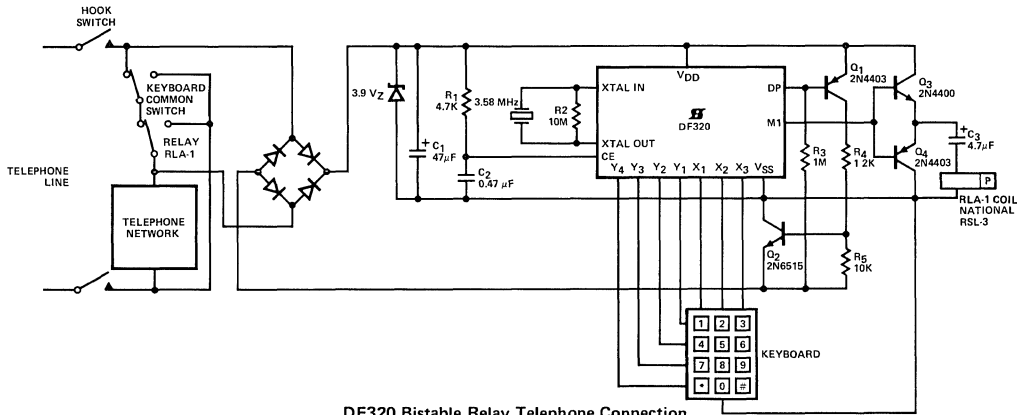 HOOK
SWITCH
KEYBOARD
COMMON
SWITCH
RELAY
RLA-1
TELEPHONE
LINE
TELEPHONE
NETWORK
3.9 VZ
C1
47μF
R1
4.7K
C2
0.47 μF
3.58 MHz
R2
10M
XTAL IN
XTAL OUT
CE
VDD
DF320
DP
M1
Y4 Y3 Y2 Y1 X1 X2 X3 VSS
R3
1M
Q1
2N4403
R4
1.2K
Q3
2N4400
Q4
2N4403
C3
4.7μF
P
RLA-1 COIL
NATIONAL
RSL-3
Q2
2N6515
R5
10K
1 2 3
4 5 6
7 8 9
* 0 #
KEYBOARD
DF320 Bistable Relay Telephone Connection